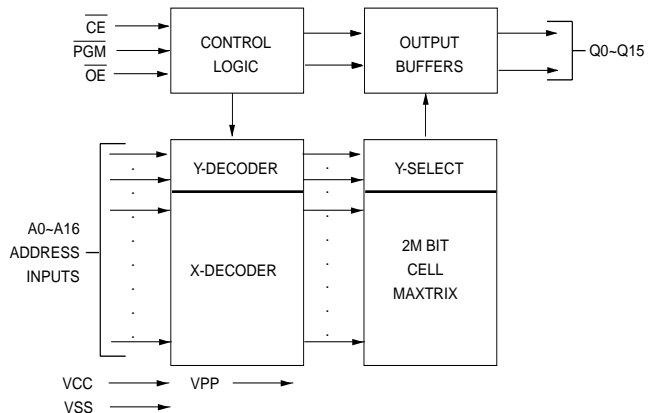 CE
PGM
OE
CONTROL
LOGIC
OUTPUT
BUFFERS
Q0~Q15
Y-DECODER
Y-SELECT
A0~A16
ADDRESS
INPUTS
X-DECODER
2M BIT
CELL
MAXTRIX
VCC
VPP
VSS